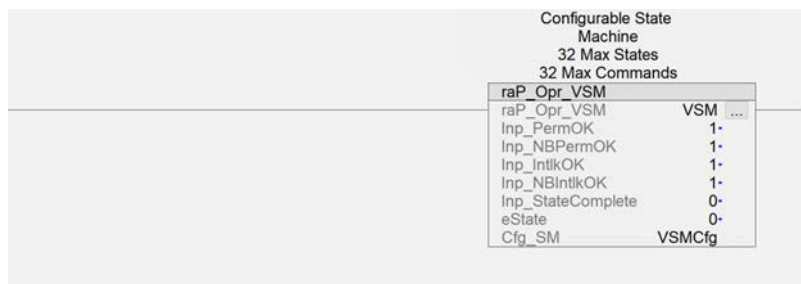 Configurable State
Machine
32 Max States
32 Max Commands
raP_Opr_VSM
raP_Opr_VSM VSM ...
Inp_PermOK 1
Inp_NBPermOK 1
Inp_IntlkOK 1
Inp_NBIntlkOK 1
Inp_StateComplete 0
eState 0
Cfg_SM VSMCfg